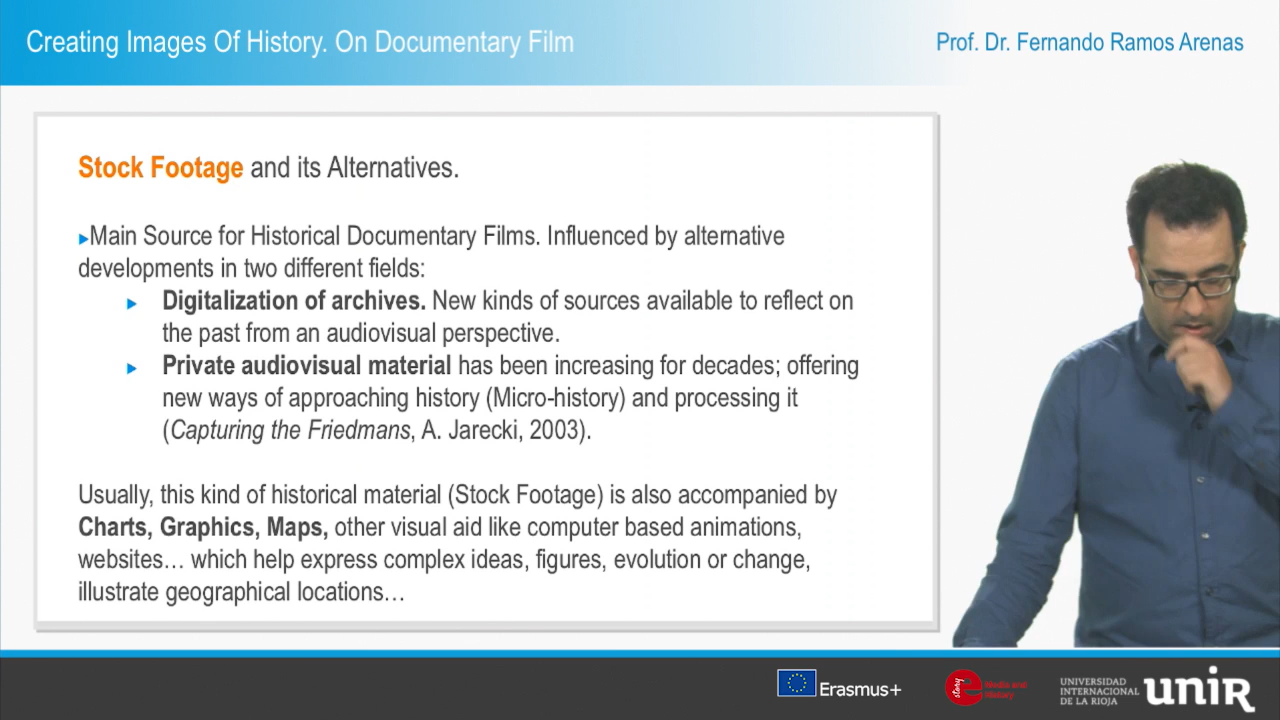 Creating Images Of History. On Documentary Film
Prof. Dr. Fernando Ramos Arenas
Stock Footage and its Alternatives.
▶Main Source for Historical Documentary Films. Influenced by alternative
developments in two different fields:
▶ Digitalization of archives. New kinds of sources available to reflect on
the past from an audiovisual perspective.
▶ Private audiovisual material has been increasing for decades; offering
new ways of approaching history (Micro-history) and processing it
(Capturing the Friedmans, A. Jarecki, 2003).
Usually, this kind of historical material (Stock Footage) is also accompanied by
Charts, Graphics, Maps, other visual aid like computer based animations,
websites… which help express complex ideas, figures, evolution or change,
illustrate geographical locations…
Erasmus+
e story
Media and
History
UNIVERSIDAD
INTERNACIONAL
DE LA RIOJA
unir